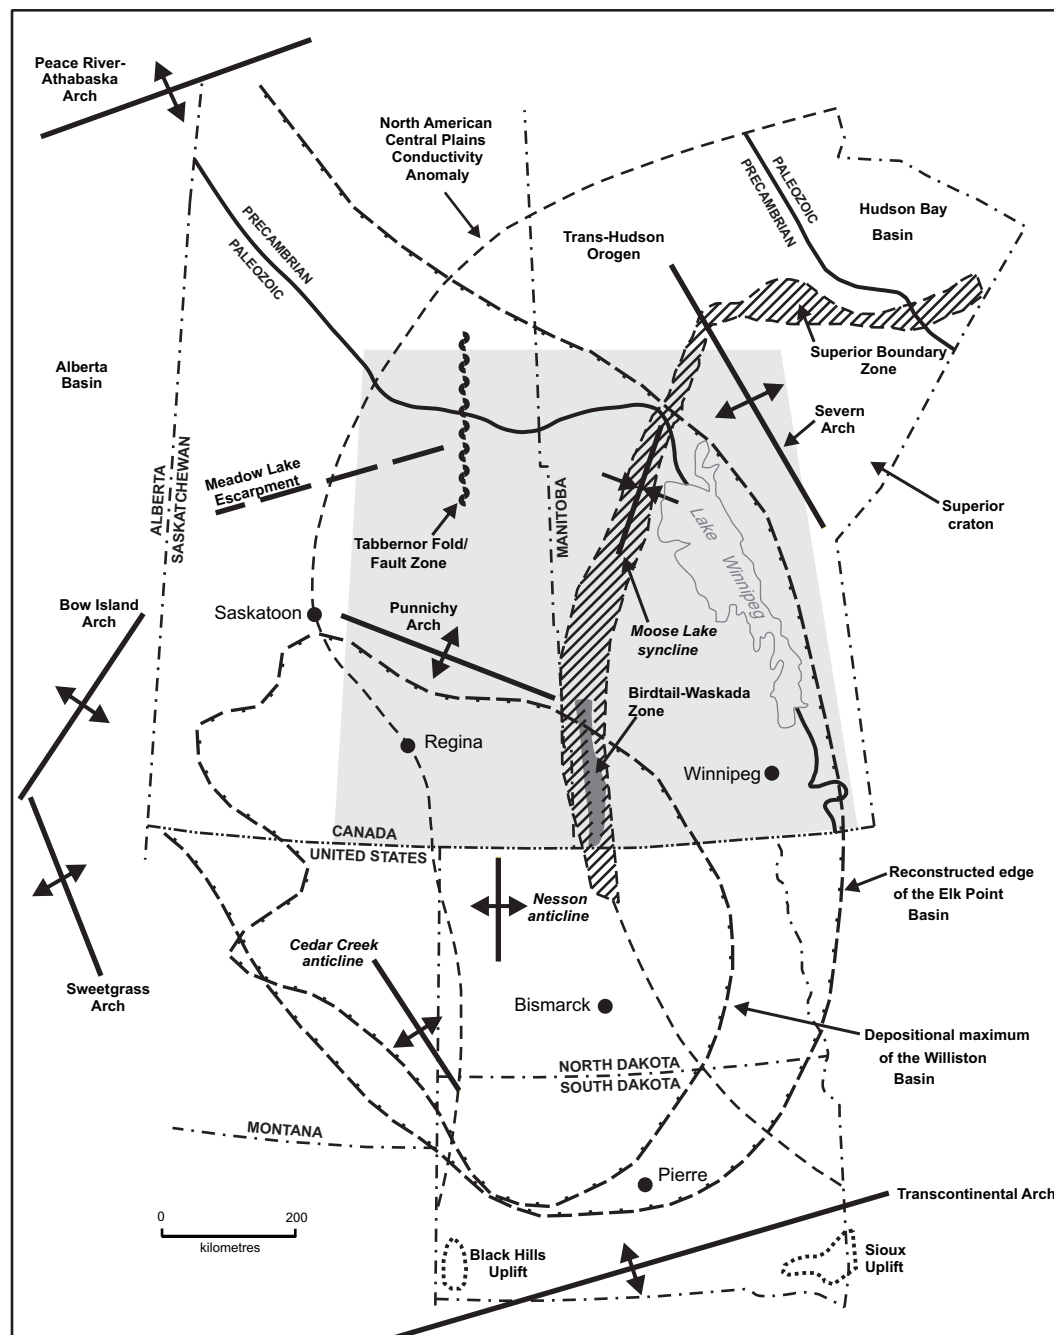 Peace River-
Athabaska
Arch
North American
Central Plains
Conductivity
Anomaly
PALEOZOIC
PRECAMBRIAN
Hudson Bay
Basin
Trans-Hudson
Orogen
PRECAMBRIAN
PALEOZOIC
Superior Boundary
Zone
Alberta
Basin
Severn
Arch
Meadow Lake
Escarpment
ALBERTA
SASKATCHEWAN
MANITOBA
Lake Winnipeg
Superior
craton
Tabbernor Fold/
Fault Zone
Bow Island
Arch
Saskatoon
Punnichy
Arch
Moose Lake
syncline
Birdtail-Waskada
Zone
Regina
Winnipeg
CANADA
UNITED STATES
Reconstructed edge
of the Elk Point
Basin
Nesson
anticline
Cedar Creek
anticline
Sweetgrass
Arch
Bismarck
Depositional maximum
of the Williston
Basin
NORTH DAKOTA
SOUTH DAKOTA
MONTANA
Pierre
Transcontinental Arch
0 200
kilometres
Black Hills
Uplift
Sioux
Uplift